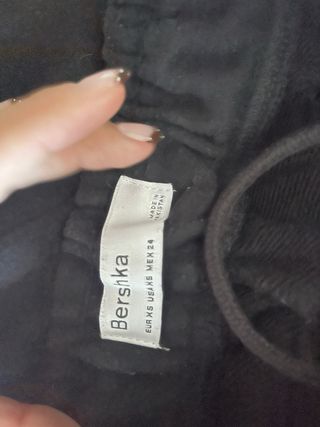 Bershka
EUR XS USA XS MEX 24
MADE IN
PAKISTAN